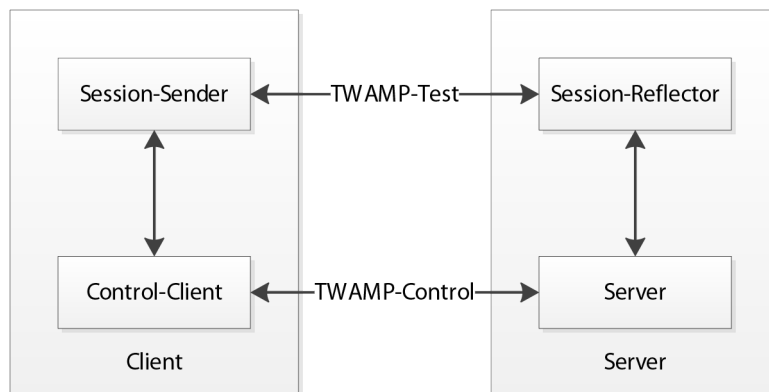 Session-Sender
TWAMP-Test
Session-Reflector
Control-Client
TWAMP-Control
Server
Client
Server